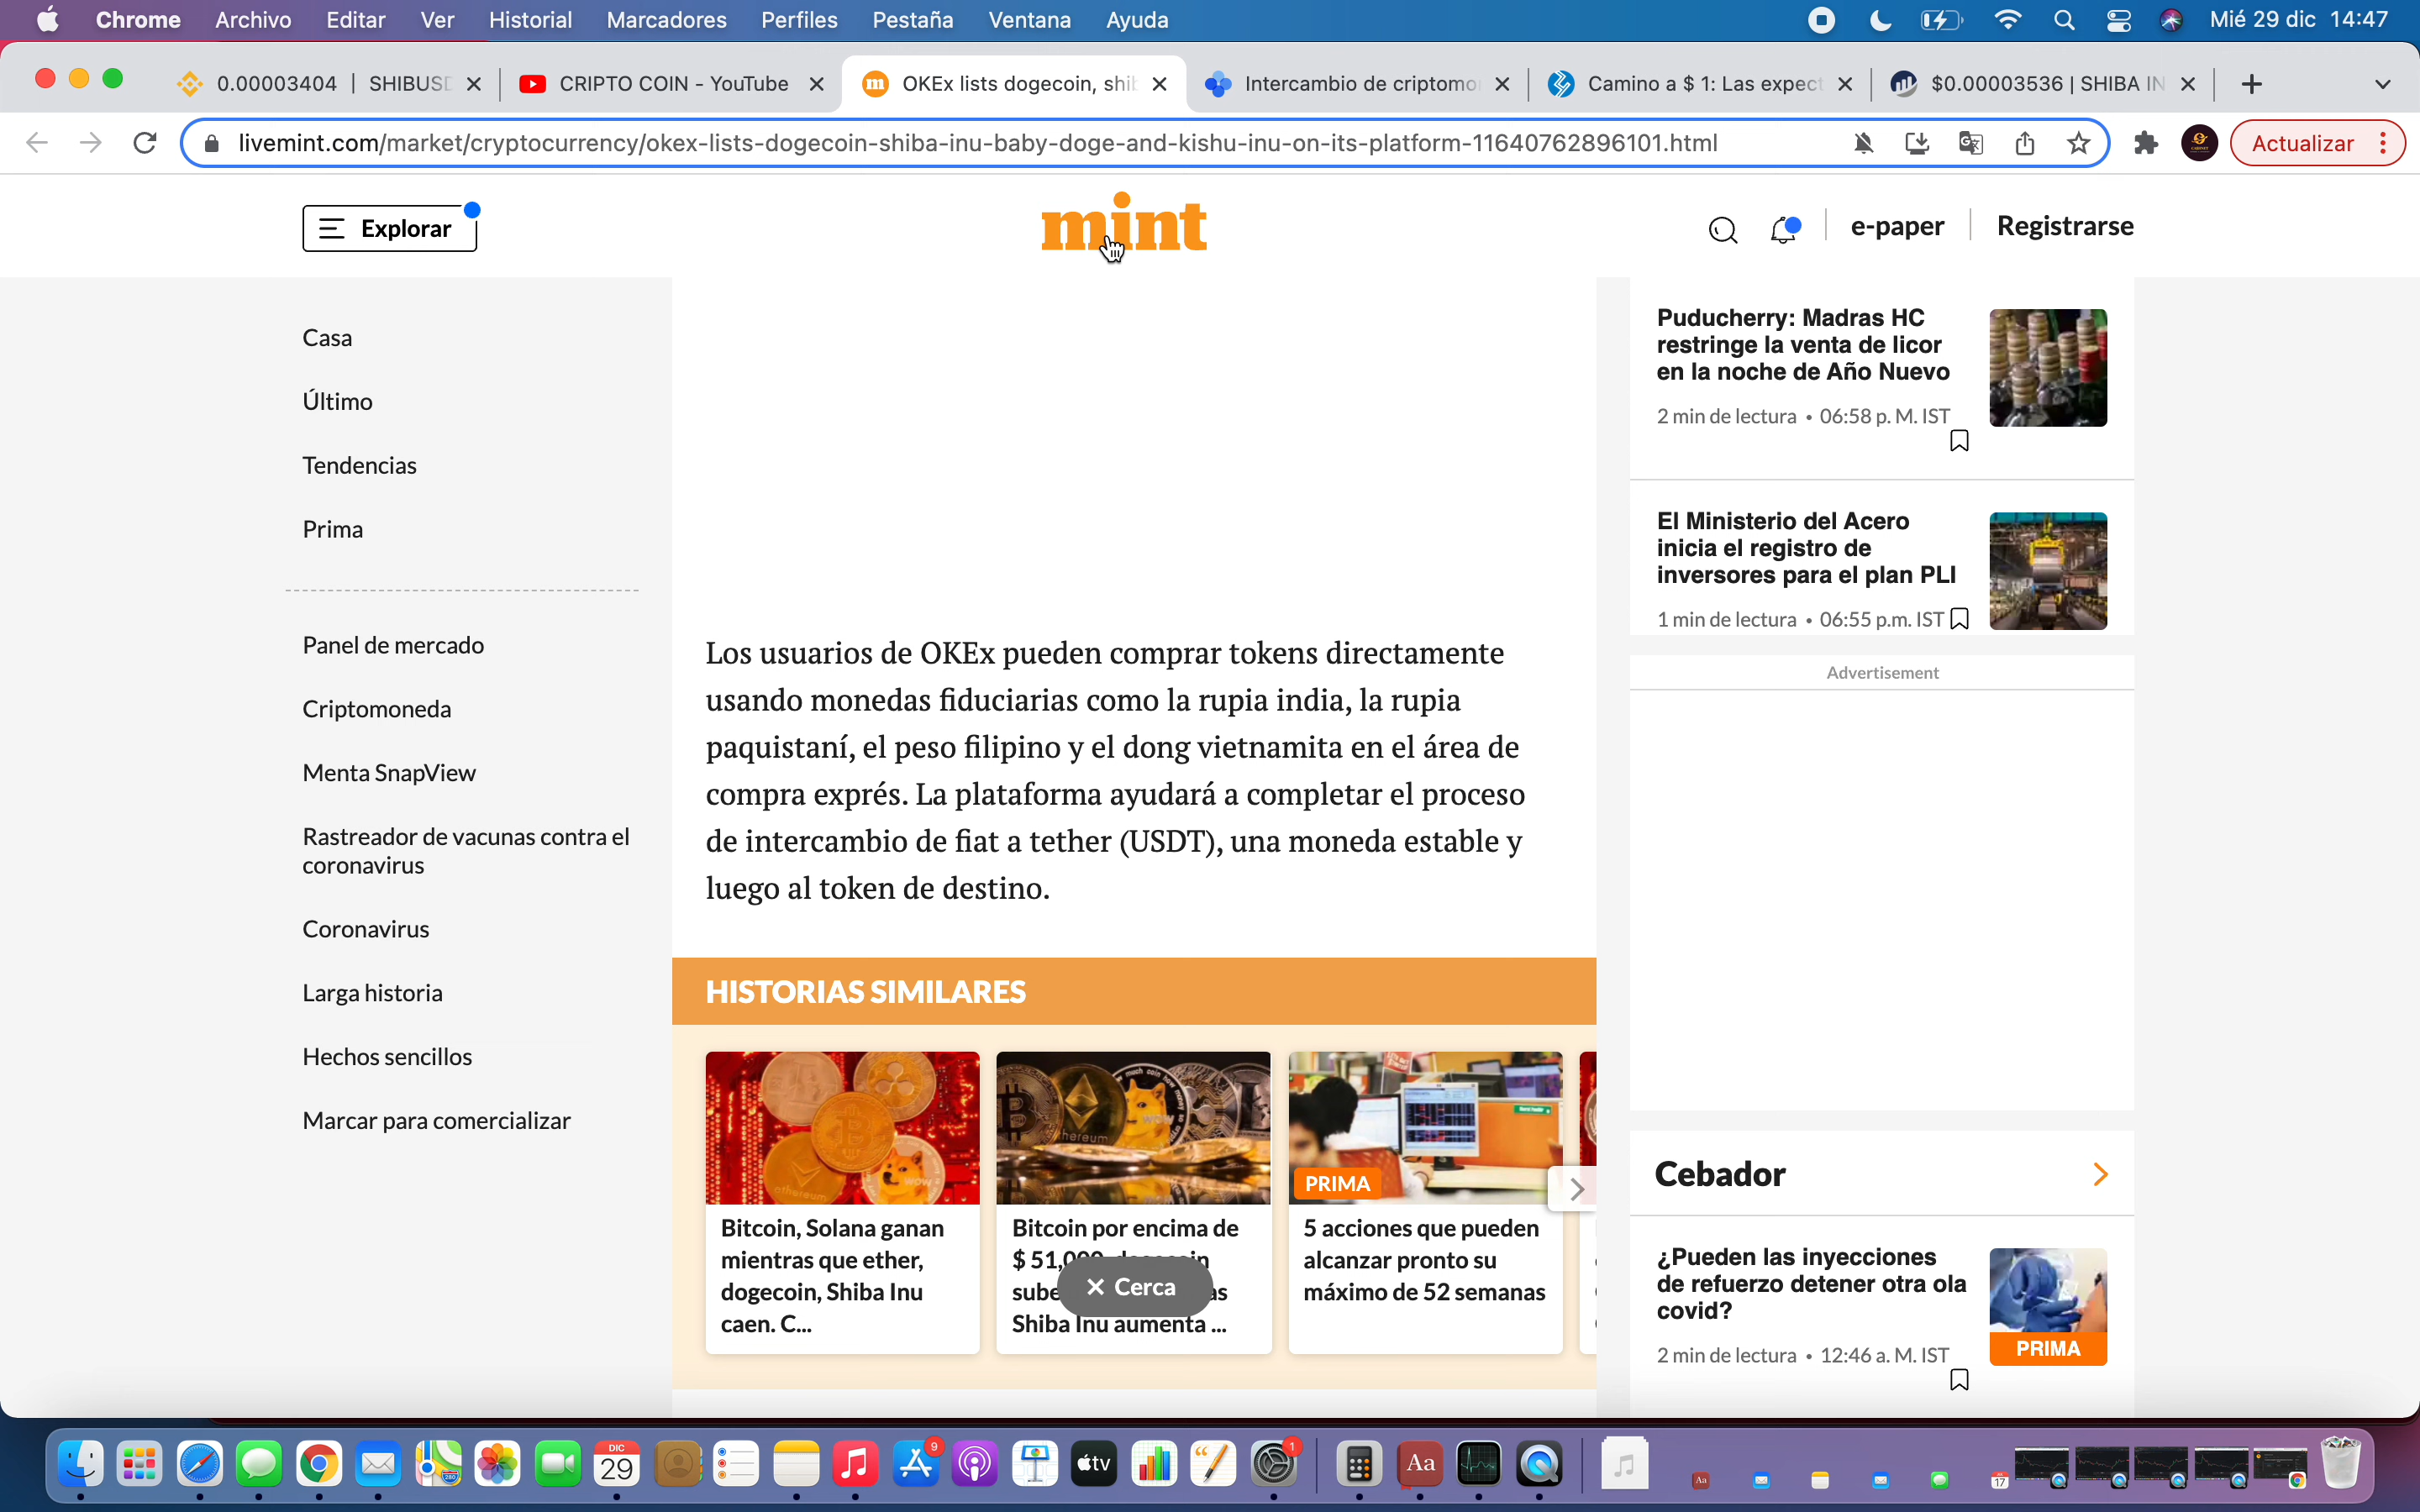 Chrome Archivo Editar Ver Historial Marcadores Perfiles Pestaña Ventana Ayuda Mié 29 dic 14:47
0.00003404 | SHIBUSD CRIPTO COIN - YouTube OKEx lists dogecoin, shib Intercambio de criptomo Camino a $ 1: Las expect $0.00003536 | SHIBA IN
livemint.com/market/cryptocurrency/okex-lists-dogecoin-shiba-inu-baby-doge-and-kishu-inu-on-its-platform-11640762896101.html Actualizar
Explorar
mint
e-paper
Registrarse
Casa
Último
Tendencias
Prima
Panel de mercado
Criptomoneda
Menta SnapView
Rastreador de vacunas contra el
coronavirus
Coronavirus
Larga historia
Hechos sencillos
Marcar para comercializar
Los usuarios de OKEx pueden comprar tokens directamente
usando monedas fiduciarias como la rupia india, la rupia
paquistaní, el peso filipino y el dong vietnamita en el área de
compra exprés. La plataforma ayudará a completar el proceso
de intercambio de fiat a tether (USDT), una moneda estable y
luego al token de destino.
HISTORIAS SIMILARES
Bitcoin, Solana ganan
mientras que ether,
dogecoin, Shiba Inu
caen. C...
Bitcoin por encima de
$ 51,000, dogecoin
sube
as
Shiba Inu aumenta ...
PRIMA
5 acciones que pueden
alcanzar pronto su
máximo de 52 semanas
Cerca
Puducherry: Madras HC
restringe la venta de licor
en la noche de Año Nuevo
2 min de lectura • 06:58 p. M. IST
El Ministerio del Acero
inicia el registro de
inversores para el plan PLI
1 min de lectura • 06:55 p.m. IST
Advertisement
Cebador
¿Pueden las inyecciones
de refuerzo detener otra ola
covid?
2 min de lectura • 12:46 a. M. IST
PRIMA
DIC
29
9
tv
1
Aa
17